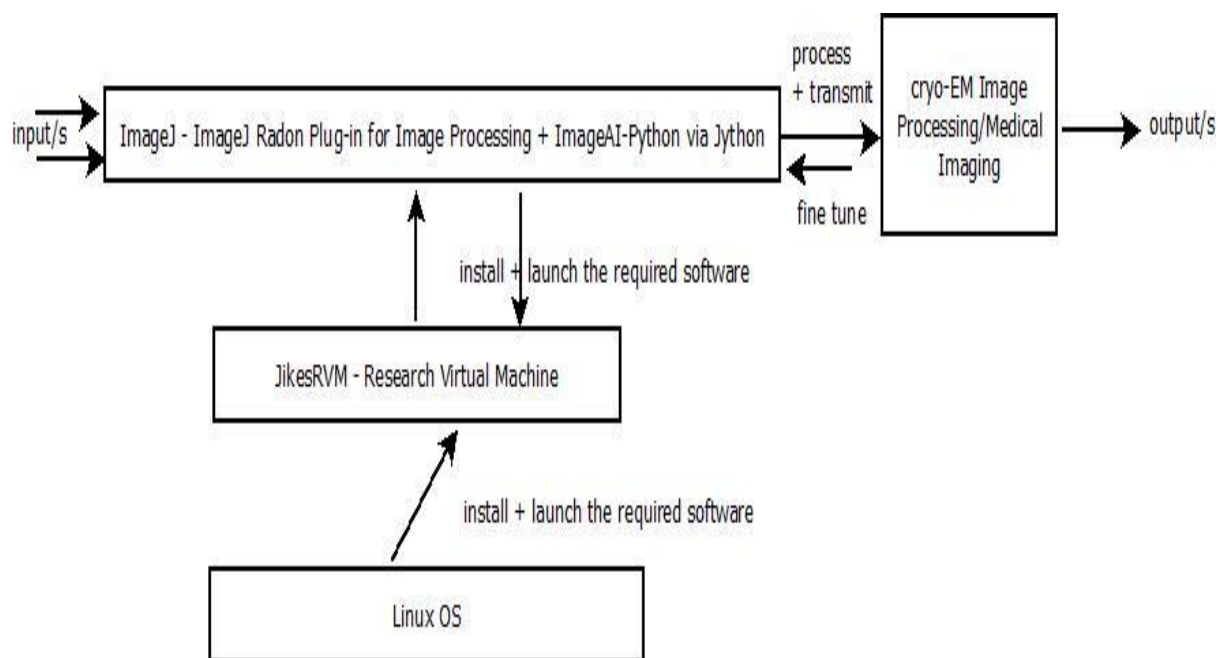 process
+ transmit
cryo-EM Image
Processing/Medical
Imaging
input/s
ImageJ - ImageJ Radon Plug-in for Image Processing + ImageAI-Python via Jython
output/s
fine tune
install + launch the required software
JikesRVM - Research Virtual Machine
install + launch the required software
Linux OS